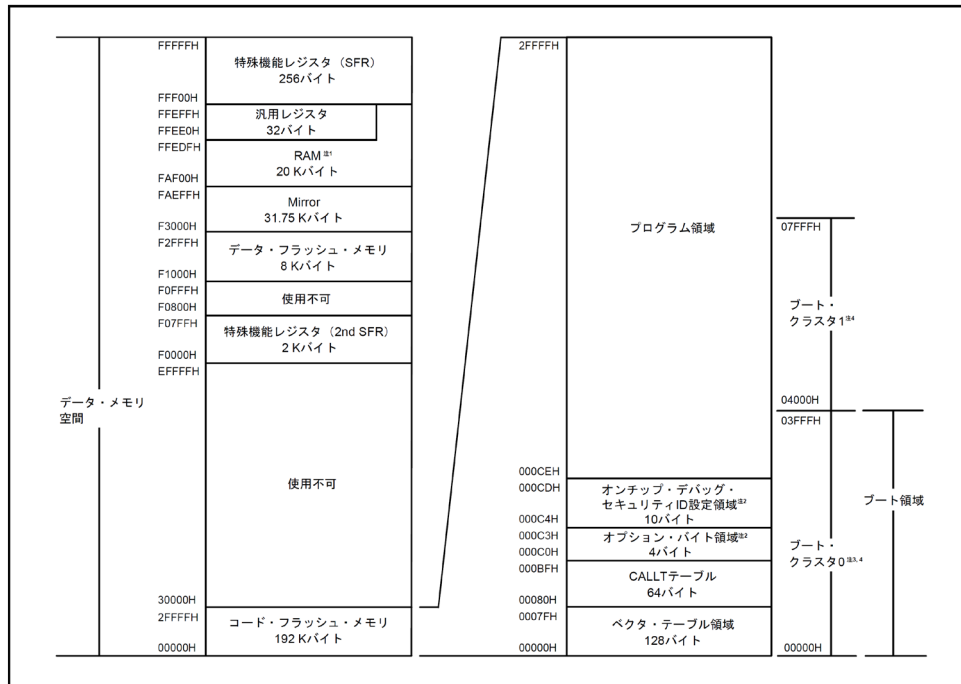 FFFFFH
特殊機能レジスタ（SFR）
256バイト
FFF00H
FFEFFH
汎用レジスタ
32バイト
FFEE0H
FFEDFH
RAM 注1
20 Kバイト
FAF00H
FAEFFH
Mirror
31.75 Kバイト
F3000H
F2FFFH
データ・フラッシュ・メモリ
8 Kバイト
F1000H
F0FFFH
使用不可
F0800H
F07FFH
特殊機能レジスタ（2nd SFR）
2 Kバイト
F0000H
EFFFFH
データ・メモリ
空間
使用不可
30000H
2FFFFH
コード・フラッシュ・メモリ
192 Kバイト
00000H
2FFFFH
プログラム領域
000CEH
000CDH
オンチップ・デバッグ・
セキュリティID設定領域注2
10バイト
000C4H
000C3H
オプション・バイト領域注2
4バイト
000C0H
000BFH
CALLTテーブル
64バイト
00080H
0007FH
ベクタ・テーブル領域
128バイト
00000H
07FFFH
ブート・
クラスタ1注4
04000H
03FFFH
ブート領域
ブート・
クラスタ0注3, 4
00000H